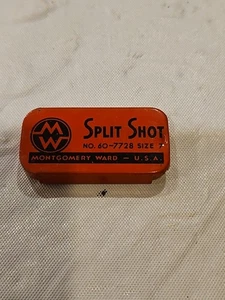 MW
SPLIT SHOT
NO. 60-7728 SIZE
MONTGOMERY WARD - U.S.A.